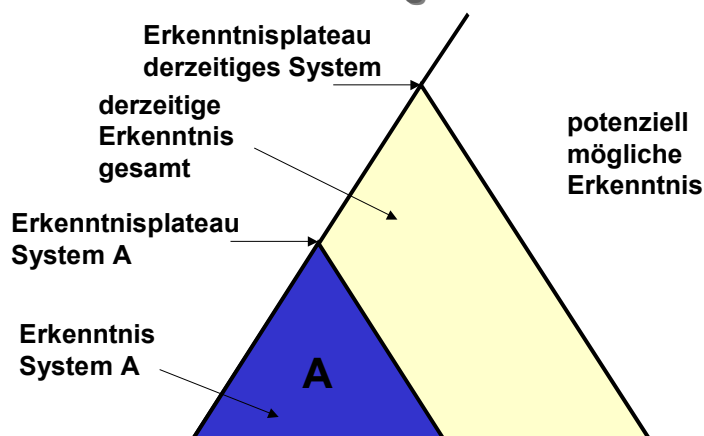 Erkenntnisplateau
derzeitiges System
derzeitige
Erkenntnis
gesamt
potenziell
mögliche
Erkenntnis
Erkenntnisplateau
System A
Erkenntnis
System A
A